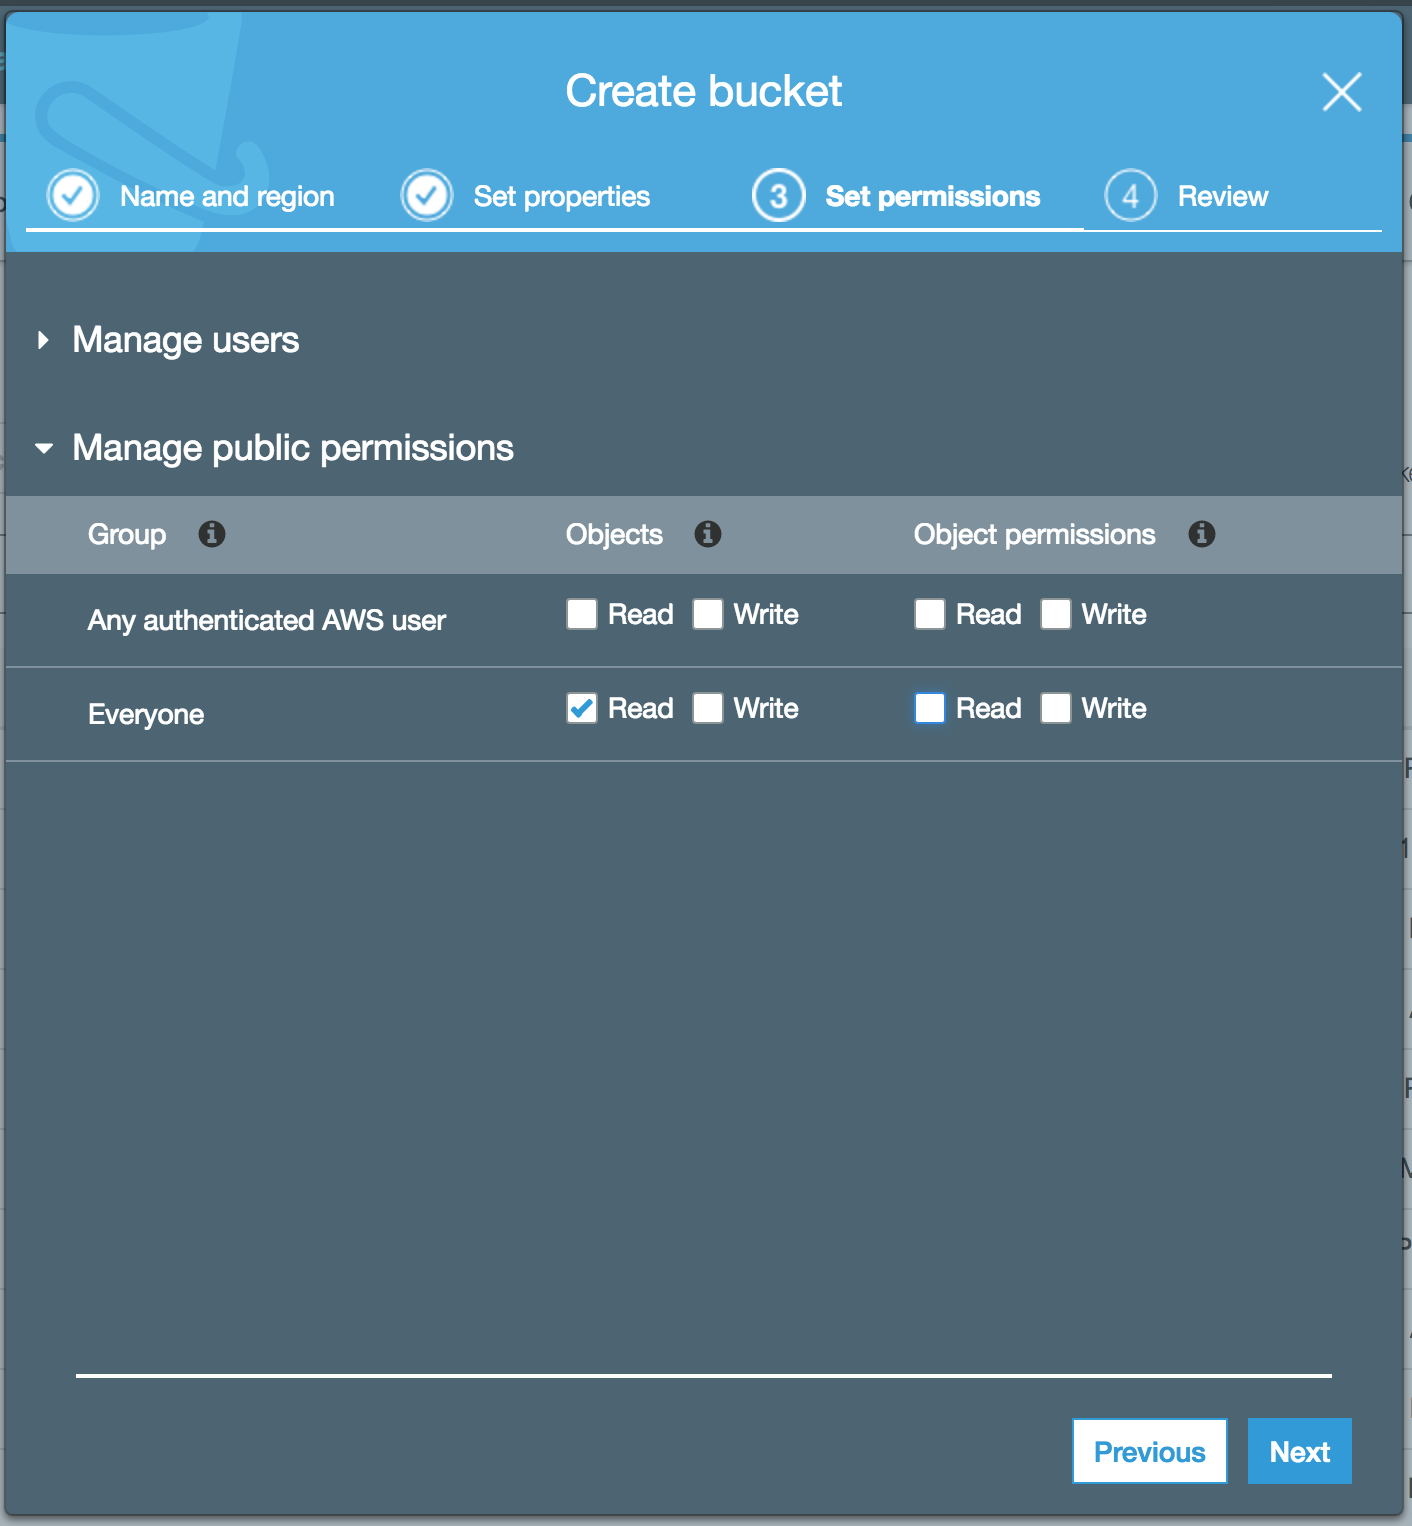 Create bucket
Name and region Set properties 3 Set permissions 4 Review
Manage users
Manage public permissions
Group Objects Object permissions
Any authenticated AWS user Read Write Read Write
Everyone Read Write Read Write
Previous Next